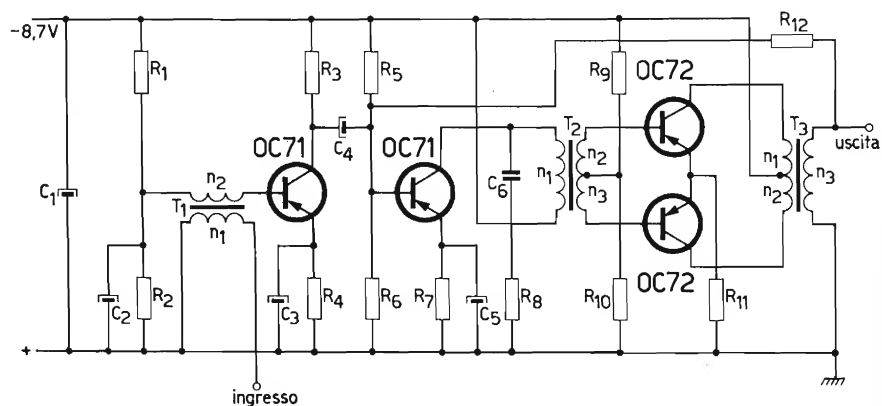 -8,7V
R12
R1
R3
R5
R9
OC72
OC71
C4
OC71
T2
T3
uscita
n2
n1
n2
n3
n1
n2
n3
C6
C1
T1
n1
OC72
C2
R2
C3
R4
R6
R7
C5
R8
R10
R11
+
ingresso